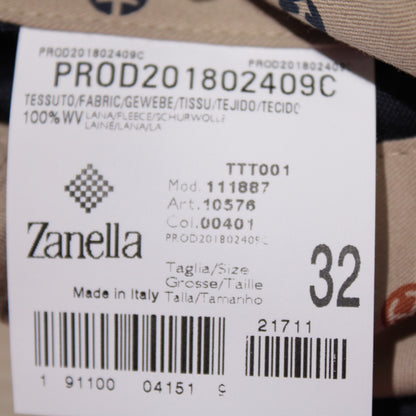 PROD201802409C PROD201802409C
PROD201802409C
TESSUTO/FABRIC/GEWEBE/TISSU/TEJIDO/TECIDO
100% WV LANA/FLEECE/SCHURWOLLE
LAINE/LANA/LA
TTT001
Mod. 111887
Art. 10576
Col. 00401
PROD201802409C
Zanella
Taglia/Size
Grosse/Taille
Talla/Tamanho
32
Made in Italy
21711
1 91100 04151 9